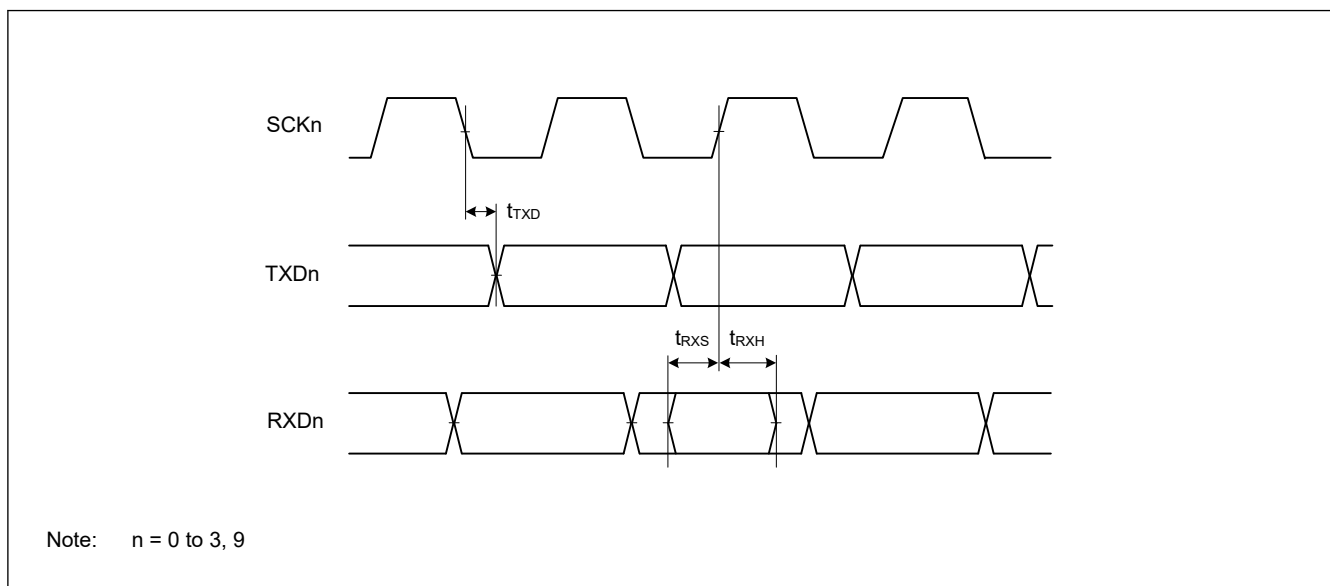 SCKn
tTXD
TXDn
tRXS tRXH
RXDn
Note: n = 0 to 3, 9